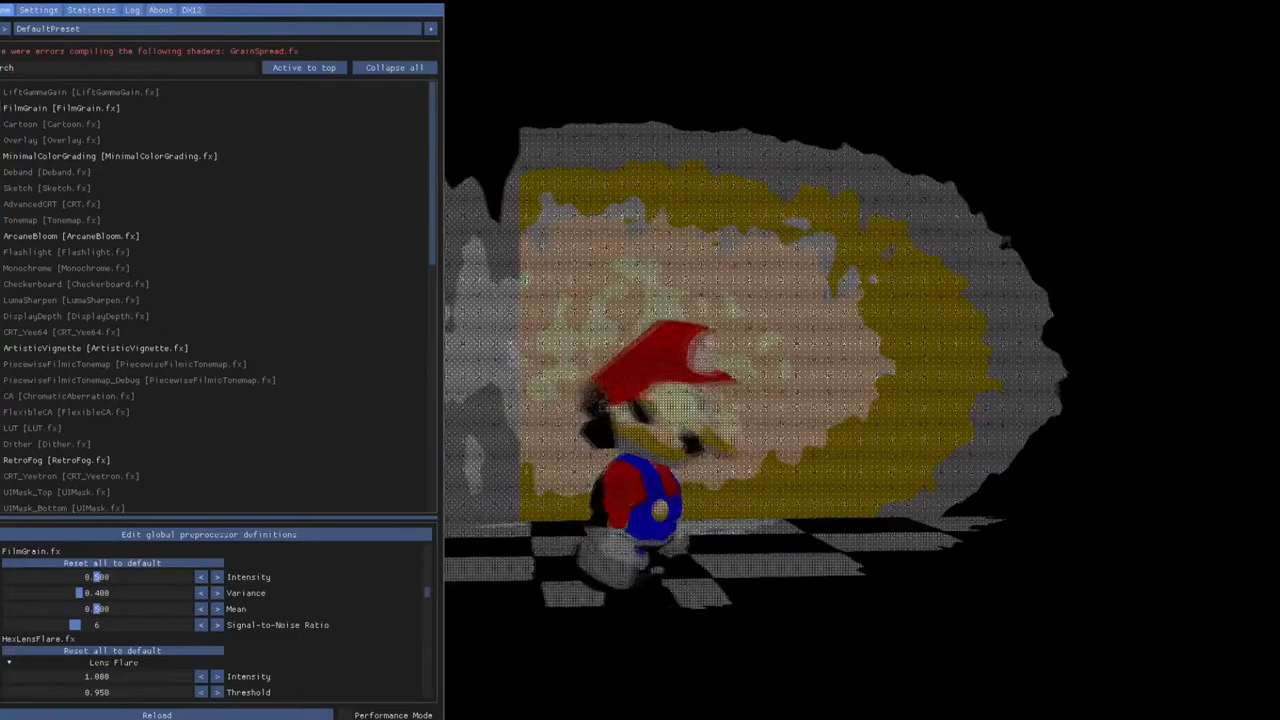 me Settings Statistics Log About DX12
> DefaultPreset +
e were errors compiling the following shaders: GrainSpread.fx
rch Active to top Collapse all
LiftGammaGain [LiftGammaGain.fx]
FilmGrain [FilmGrain.fx]
Cartoon [Cartoon.fx]
Overlay [Overlay.fx]
MinimalColorGrading [MinimalColorGrading.fx]
Deband [Deband.fx]
Sketch [Sketch.fx]
AdvancedCRT [CRT.fx]
Tonemap [Tonemap.fx]
ArcaneBloom [ArcaneBloom.fx]
Flashlight [Flashlight.fx]
Monochrome [Monochrome.fx]
Checkerboard [Checkerboard.fx]
LumaSharpen [LumaSharpen.fx]
DisplayDepth [DisplayDepth.fx]
CRT_Yee64 [CRT_Yee64.fx]
ArtisticVignette [ArtisticVignette.fx]
PiecewiseFilmicTonemap [PiecewiseFilmicTonemap.fx]
PiecewiseFilmicTonemap_Debug [PiecewiseFilmicTonemap.fx]
CA [ChromaticAberration.fx]
FlexibleCA [FlexibleCA.fx]
LUT [LUT.fx]
Dither [Dither.fx]
RetroFog [RetroFog.fx]
CRT_Yeetron [CRT_Yeetron.fx]
UIMask_Top [UIMask.fx]
UIMask_Bottom [UIMask.fx]
Edit global preprocessor definitions
FilmGrain.fx
Reset all to default
0.500 < > Intensity
0.400 < > Variance
0.500 < > Mean
6 < > Signal-to-Noise Ratio
HexLensFlare.fx
Reset all to default
Lens Flare
1.000 < > Intensity
0.950 < > Threshold
Reload Performance Mode